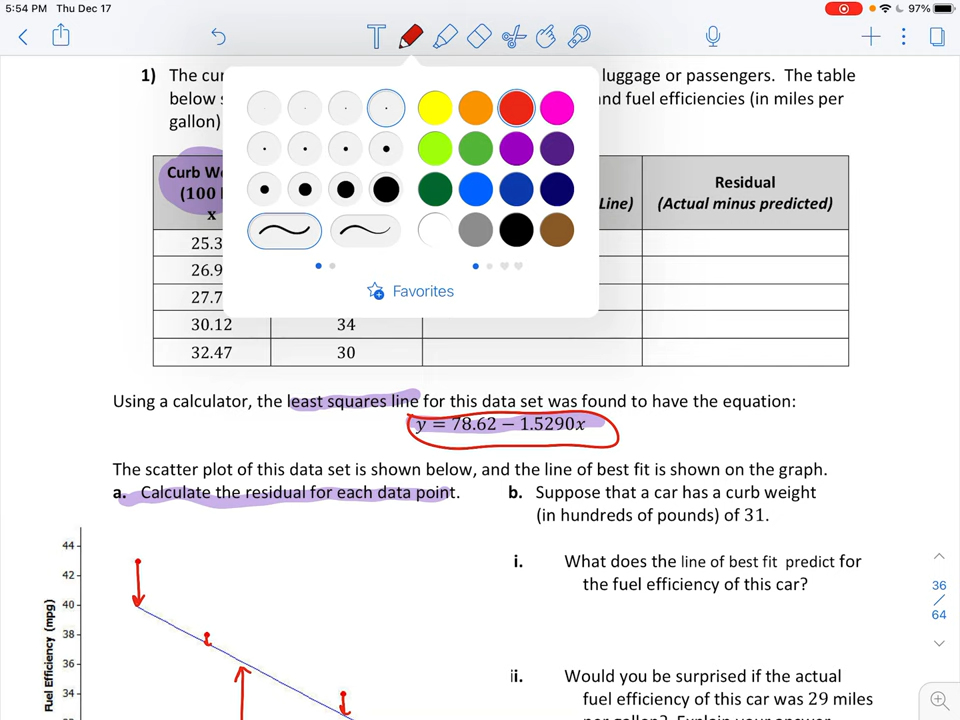 5:54 PM Thu Dec 17
97%
T
1) The cur
luggage or passengers. The table
below
nd fuel efficiencies (in miles per
gallon)
Curb W
(100
x
Line)
Residual
(Actual minus predicted)
25.3
26.9
27.7
30.12 34
32.47 30
Favorites
Using a calculator, the least squares line for this data set was found to have the equation:
y = 78.62 − 1.5290x
The scatter plot of this data set is shown below, and the line of best fit is shown on the graph.
a. Calculate the residual for each data point.
b. Suppose that a car has a curb weight
(in hundreds of pounds) of 31.
i. What does the line of best fit predict for
the fuel efficiency of this car?
ii. Would you be surprised if the actual
fuel efficiency of this car was 29 miles
per gallon? Explain your answer.
Fuel Efficiency (mpg)
44
42
40
38
36
34
36
/
64